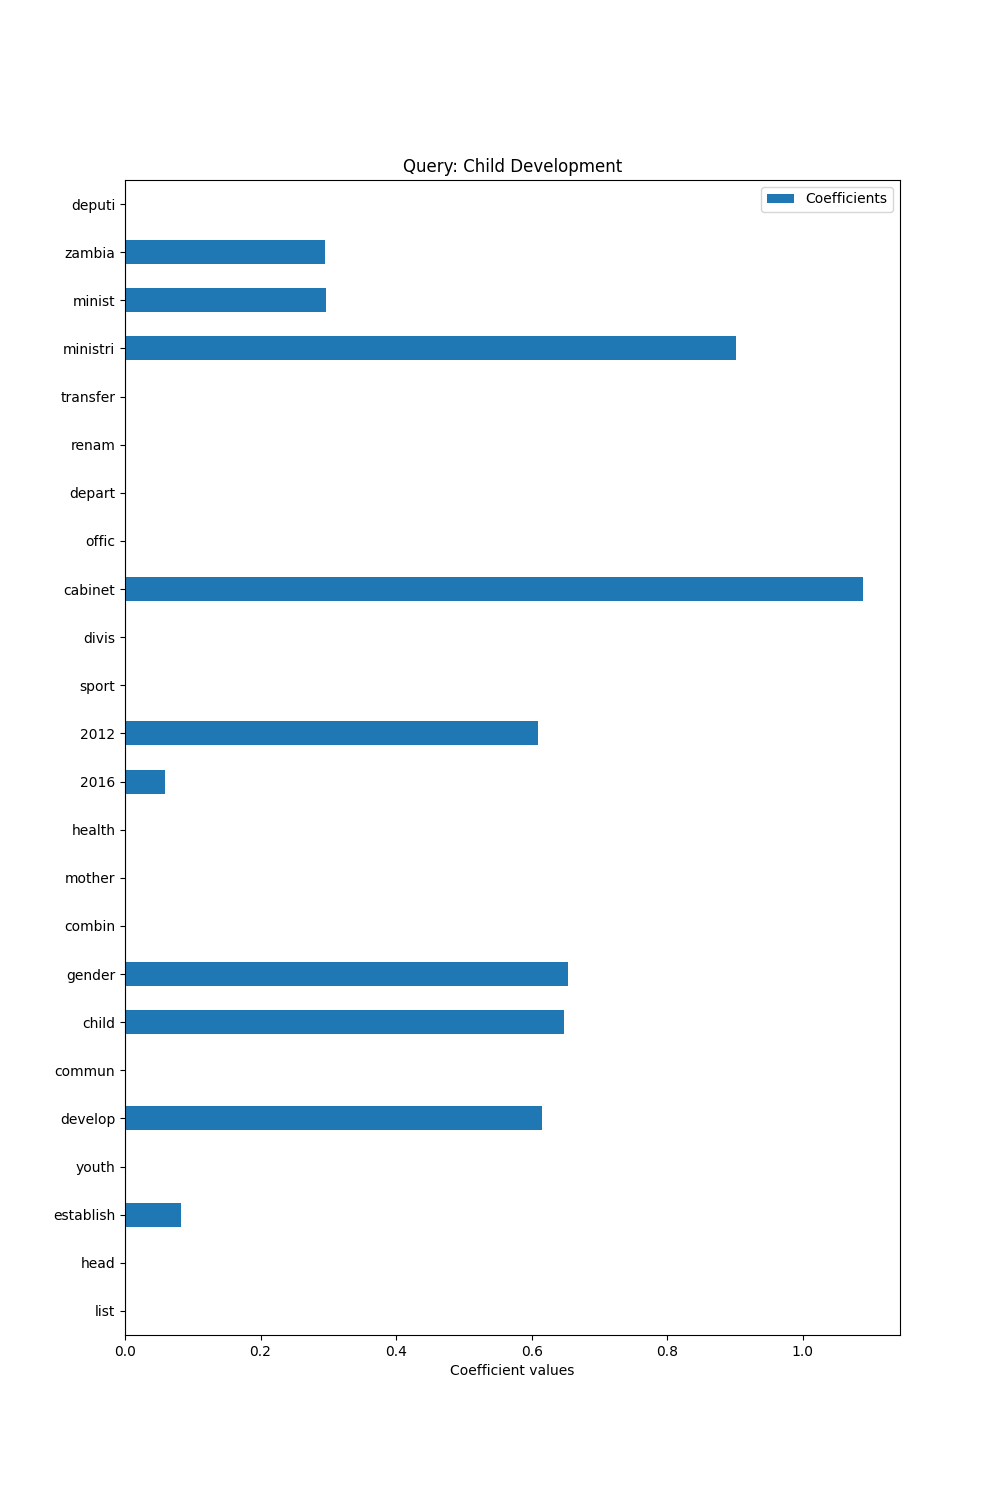 Query: Child Development
Coefficients
deputi
zambia
minist
ministri
transfer
renam
depart
offic
cabinet
divis
sport
2012
2016
health
mother
combin
gender
child
commun
develop
youth
establish
head
list
0.0 0.2 0.4 0.6 0.8 1.0
Coefficient values